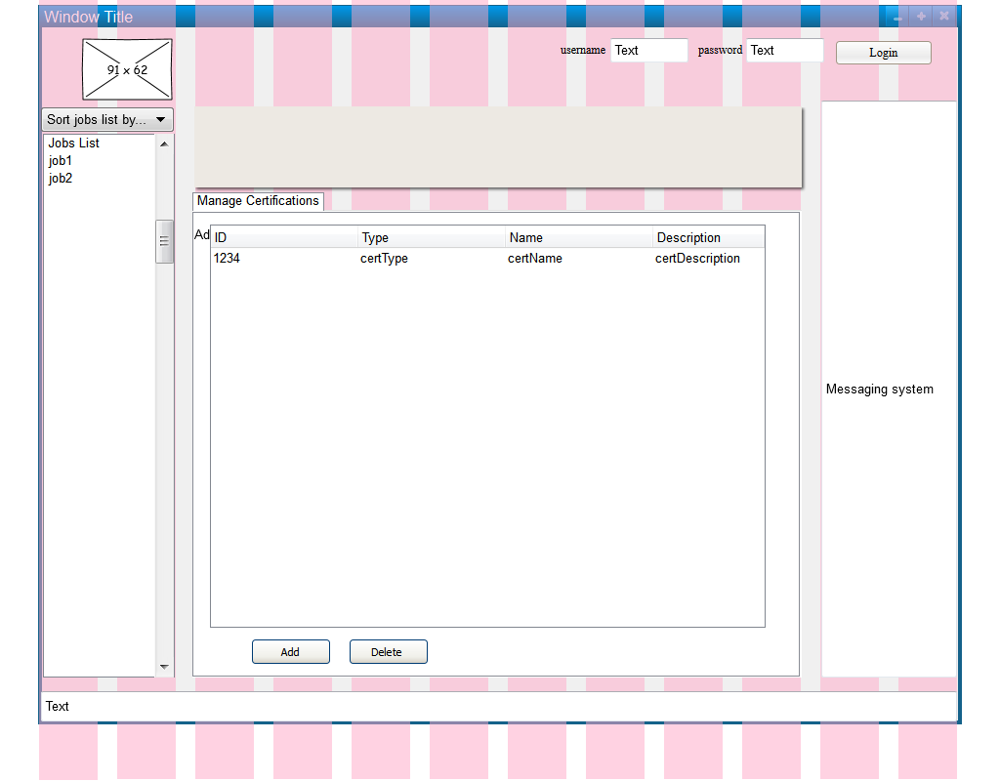 Window Title
91 x 62
username Text password Text Login
Sort jobs list by...
Jobs List
job1
job2
Manage Certifications
Ad
ID Type Name Description
1234 certType certName certDescription
Messaging system
Add Delete
Text